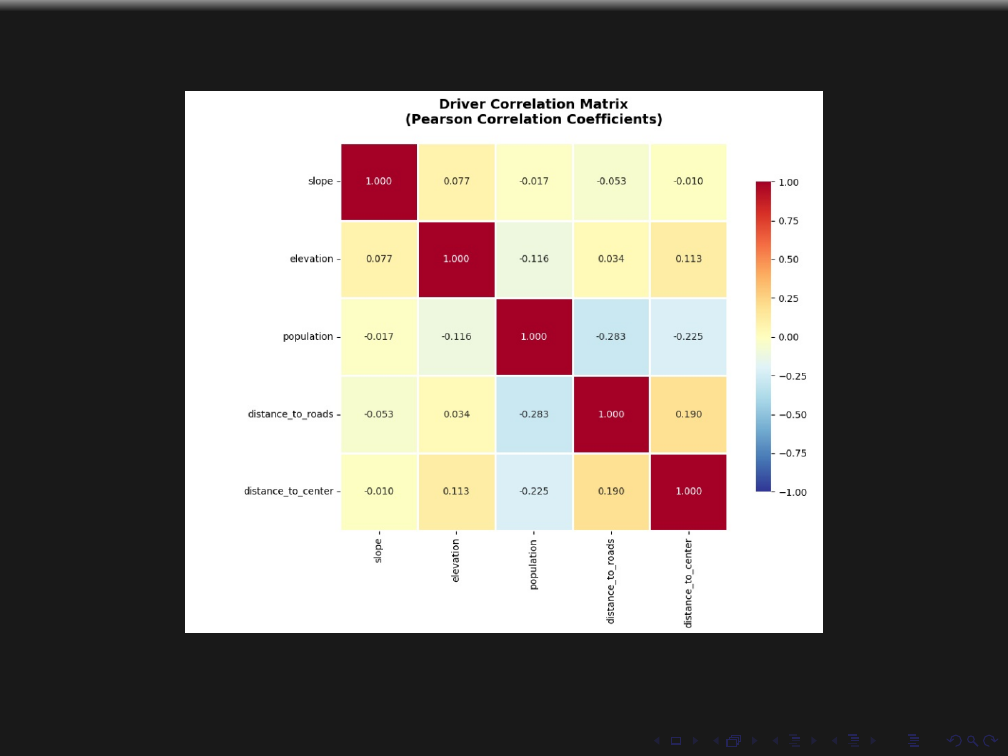 Driver Correlation Matrix
(Pearson Correlation Coefficients)
slope 1.000 0.077 -0.017 -0.053 -0.010
elevation 0.077 1.000 -0.116 0.034 0.113
population -0.017 -0.116 1.000 -0.283 -0.225
distance_to_roads -0.053 0.034 -0.283 1.000 0.190
distance_to_center -0.010 0.113 -0.225 0.190 1.000
slope elevation population distance_to_roads distance_to_center
1.00
0.75
0.50
0.25
0.00
−0.25
−0.50
−0.75
−1.00